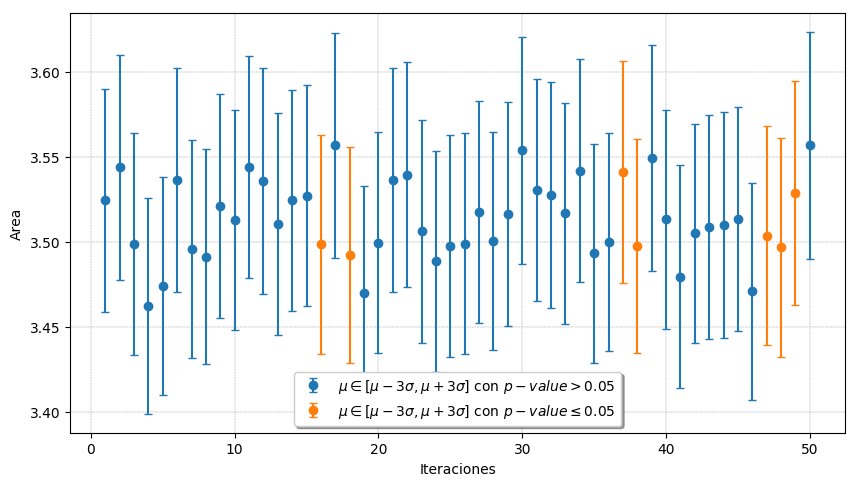 3.60
3.55
3.50
3.45
3.40
Area
0
10
20
30
40
50
Iteraciones
μ ∈ [μ − 3σ, μ + 3σ] con p − value > 0.05
μ ∈ [μ − 3σ, μ + 3σ] con p − value ≤ 0.05